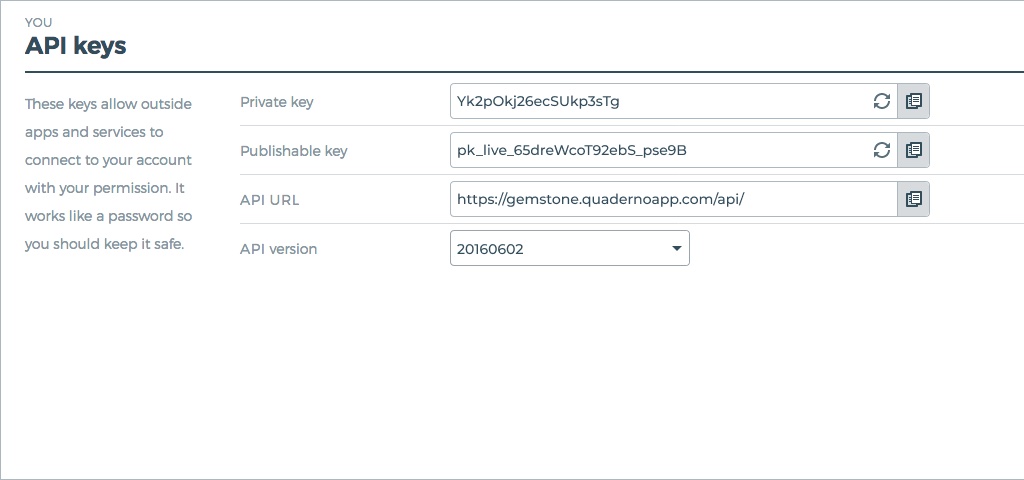 YOU
API keys
These keys allow outside
apps and services to
connect to your account
with your permission. It
works like a password so
you should keep it safe.
Private key
Yk2pOkj26ecSUkp3sTg
Publishable key
pk_live_65dreWcoT92ebS_pse9B
API URL
https://gemstone.quadernoapp.com/api/
API version
20160602